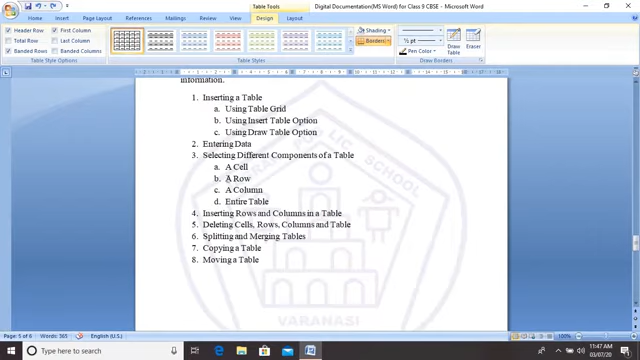 Table Tools
Digital Documentation(MS Word) for Class 9 CBSE - Microsoft Word
Home Insert Page Layout References Mailings Review View Design Layout
Header Row First Column
Total Row Last Column
Banded Rows Banded Columns
Table Style Options
Table Styles
Shading
Borders
½ pt
Pen Color
Draw Table
Eraser
Draw Borders
information.
1. Inserting a Table
a. Using Table Grid
b. Using Insert Table Option
c. Using Draw Table Option
2. Entering Data
3. Selecting Different Components of a Table
a. A Cell
b. A Row
c. A Column
d. Entire Table
4. Inserting Rows and Columns in a Table
5. Deleting Cells, Rows, Columns and Table
6. Splitting and Merging Tables
7. Copying a Table
8. Moving a Table
VARANASI
Page: 5 of 6 Words: 365 English (U.S.) 100%
Type here to search
11:47 AM
03/07/20